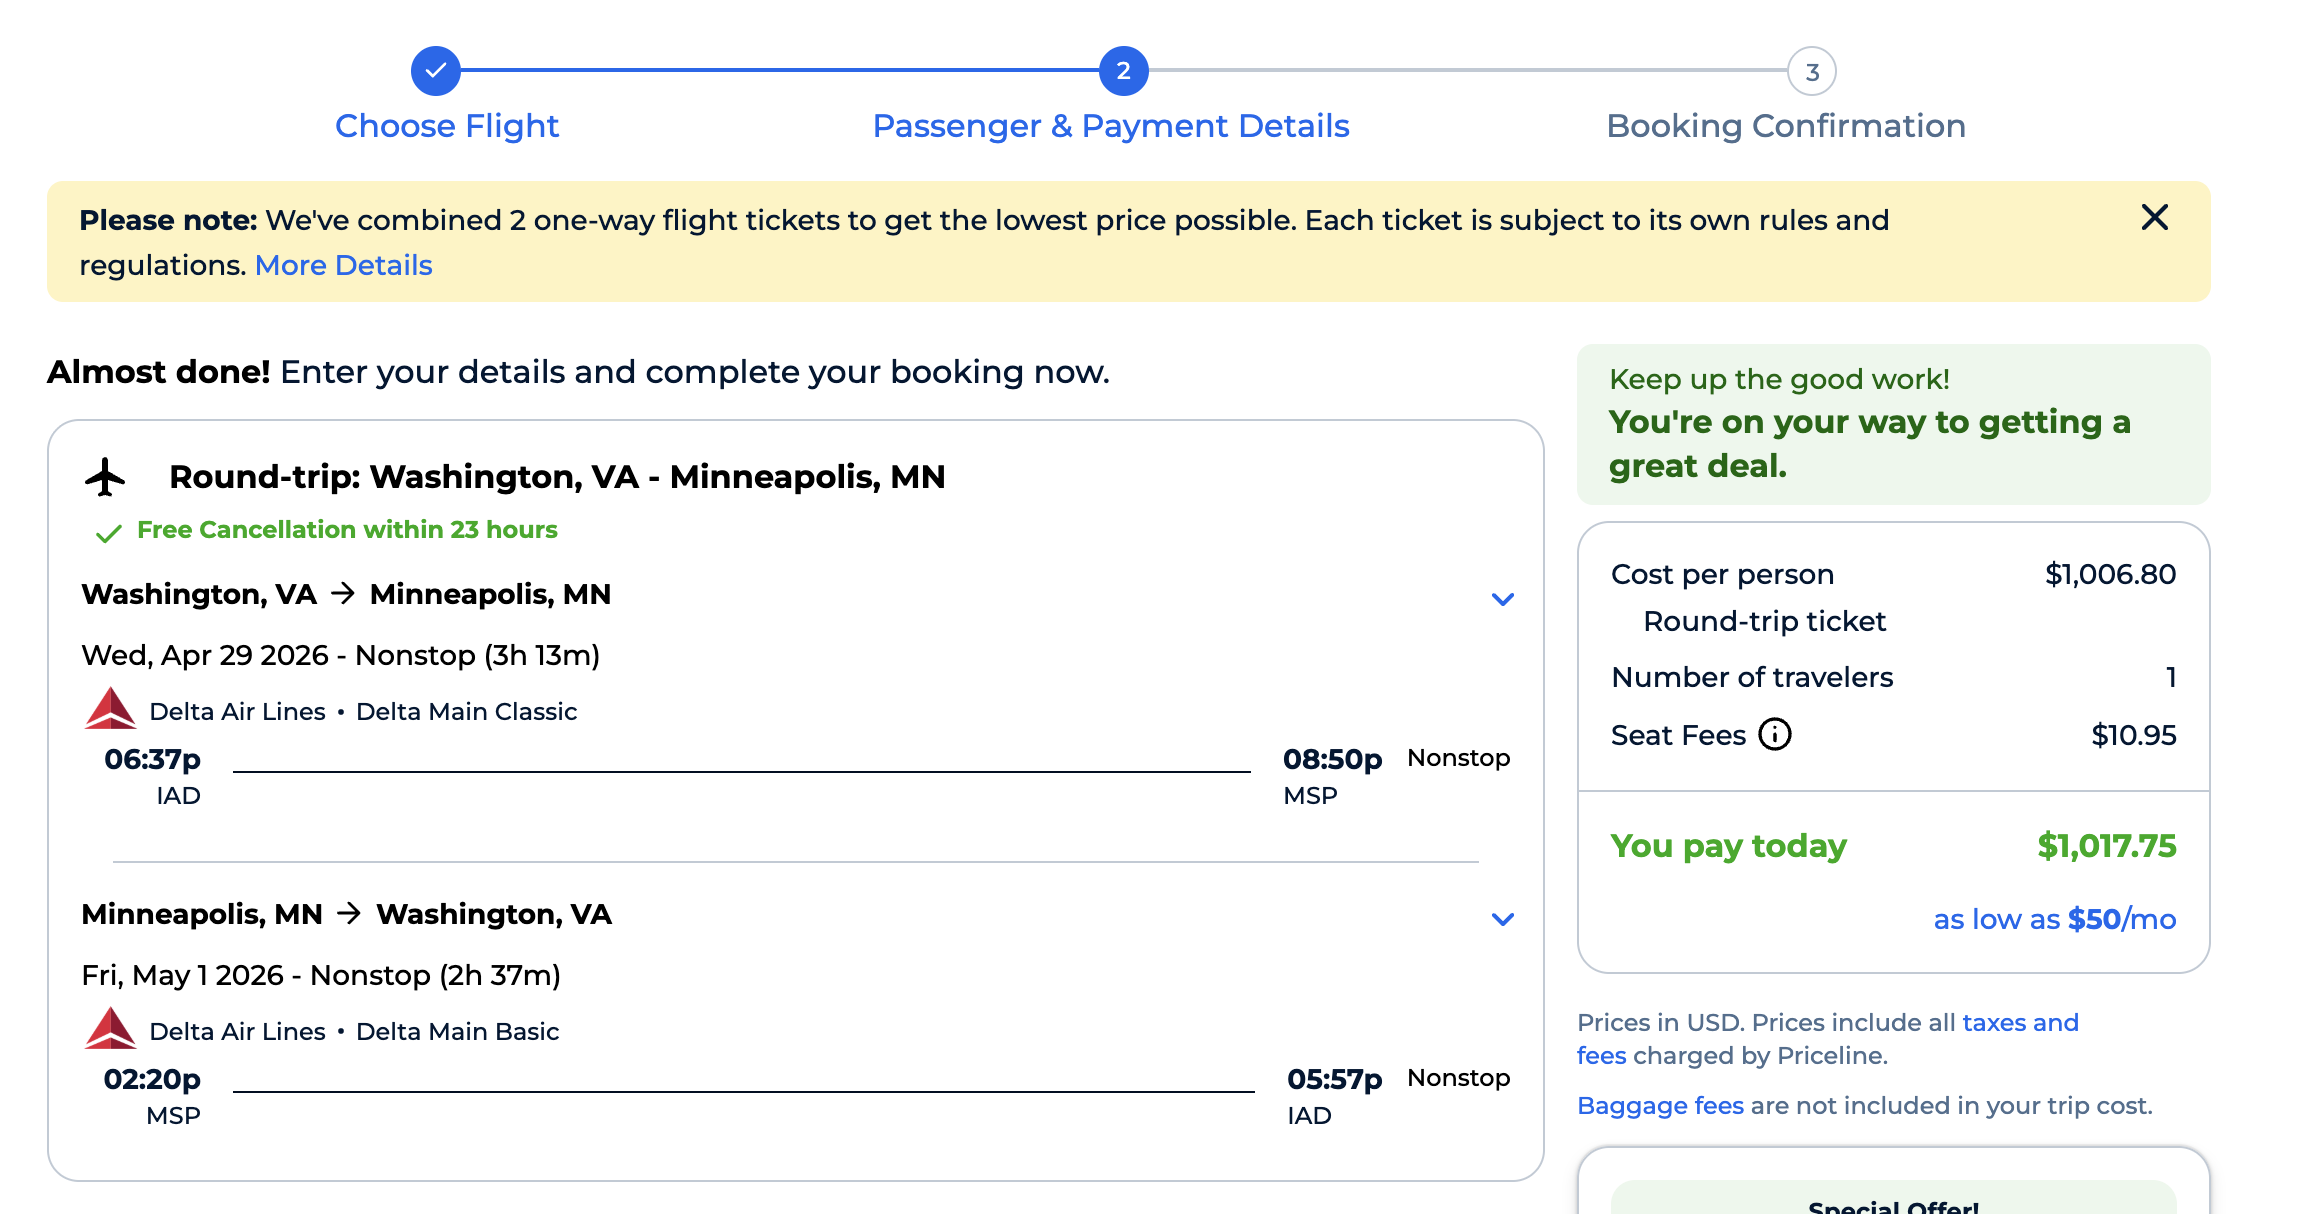 2
3
Choose Flight
Passenger & Payment Details
Booking Confirmation
Please note: We've combined 2 one-way flight tickets to get the lowest price possible. Each ticket is subject to its own rules and
regulations. More Details
Almost done! Enter your details and complete your booking now.
Round-trip: Washington, VA - Minneapolis, MN
Free Cancellation within 23 hours
Washington, VA → Minneapolis, MN
Wed, Apr 29 2026 - Nonstop (3h 13m)
Delta Air Lines • Delta Main Classic
06:37p
IAD
08:50p
MSP
Nonstop
Minneapolis, MN → Washington, VA
Fri, May 1 2026 - Nonstop (2h 37m)
Delta Air Lines • Delta Main Basic
02:20p
MSP
05:57p
IAD
Nonstop
Keep up the good work!
You're on your way to getting a
great deal.
Cost per person $1,006.80
Round-trip ticket
Number of travelers 1
Seat Fees $10.95
You pay today $1,017.75
as low as $50/mo
Prices in USD. Prices include all taxes and
fees charged by Priceline.
Baggage fees are not included in your trip cost.
Special Offer!